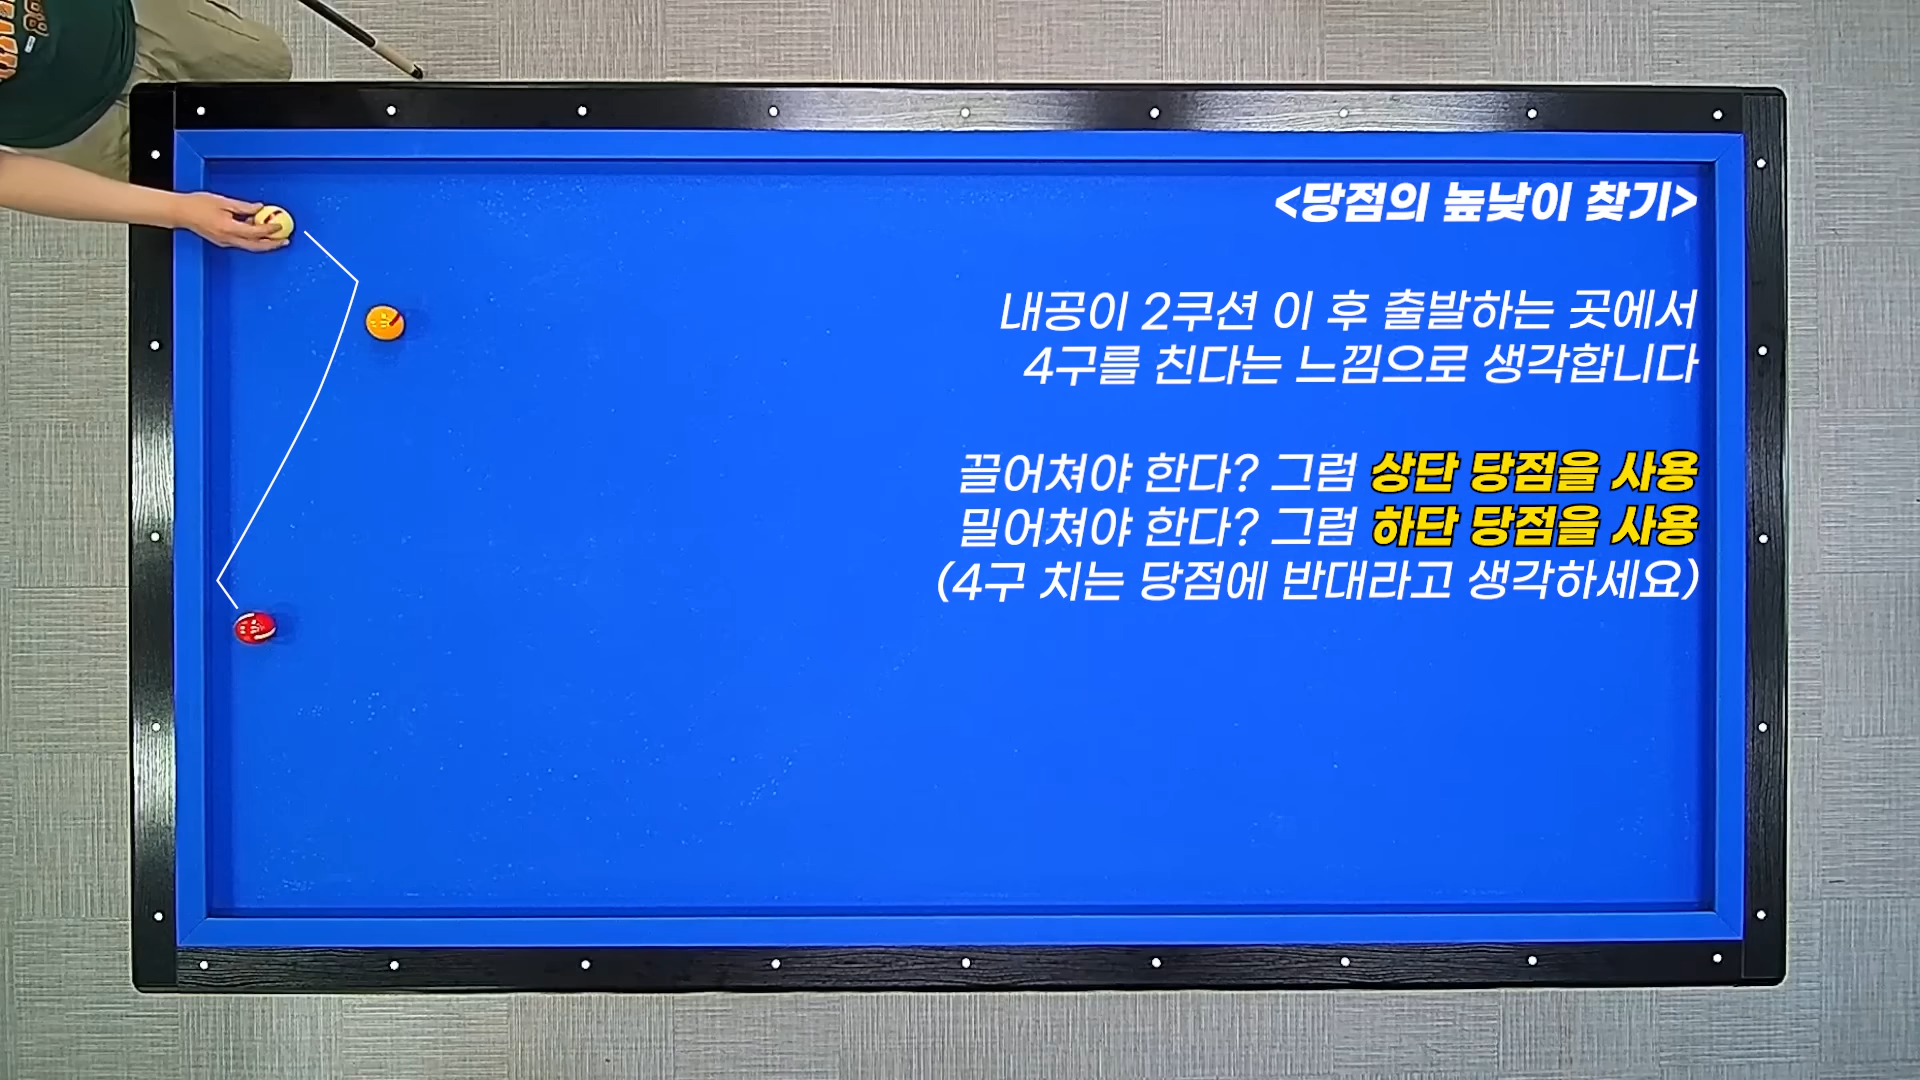 <당점의 높낮이 찾기>
내공이 2쿠션 이 후 출발하는 곳에서
4구를 친다는 느낌으로 생각합니다
끌어쳐야 한다? 그럼 상단 당점을 사용
밀어쳐야 한다? 그럼 하단 당점을 사용
(4구 치는 당점에 반대라고 생각하세요)